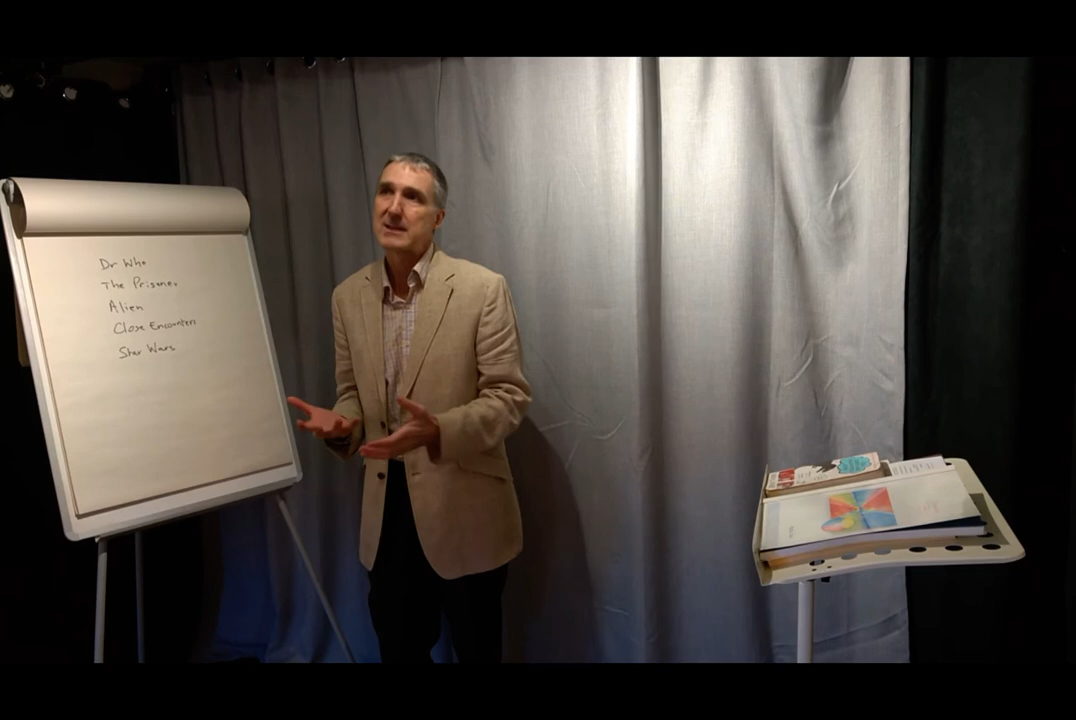 Dr Who
The Prisoner
Alien
Close Encounters
Star Wars